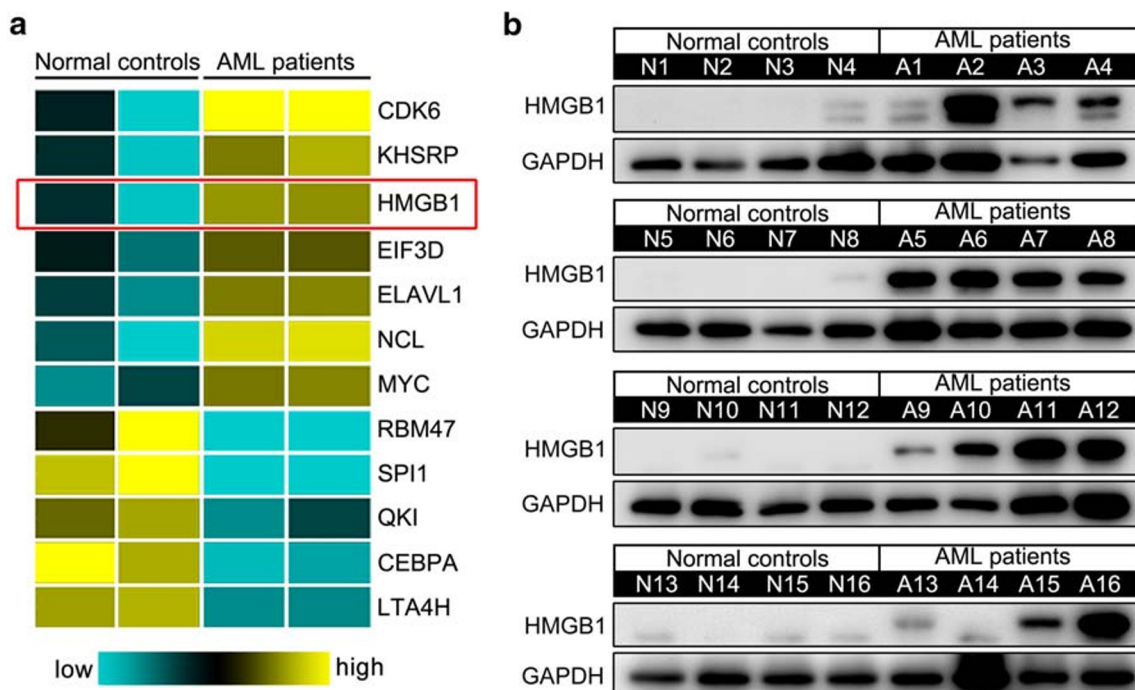 a
Normal controls AML patients
CDK6
KHSRP
HMGB1
EIF3D
ELAVL1
NCL
MYC
RBM47
SPI1
QKI
CEBPA
LTA4H
low high
b
Normal controls AML patients
N1 N2 N3 N4 A1 A2 A3 A4
HMGB1
GAPDH
Normal controls AML patients
N5 N6 N7 N8 A5 A6 A7 A8
HMGB1
GAPDH
Normal controls AML patients
N9 N10 N11 N12 A9 A10 A11 A12
HMGB1
GAPDH
Normal controls AML patients
N13 N14 N15 N16 A13 A14 A15 A16
HMGB1
GAPDH